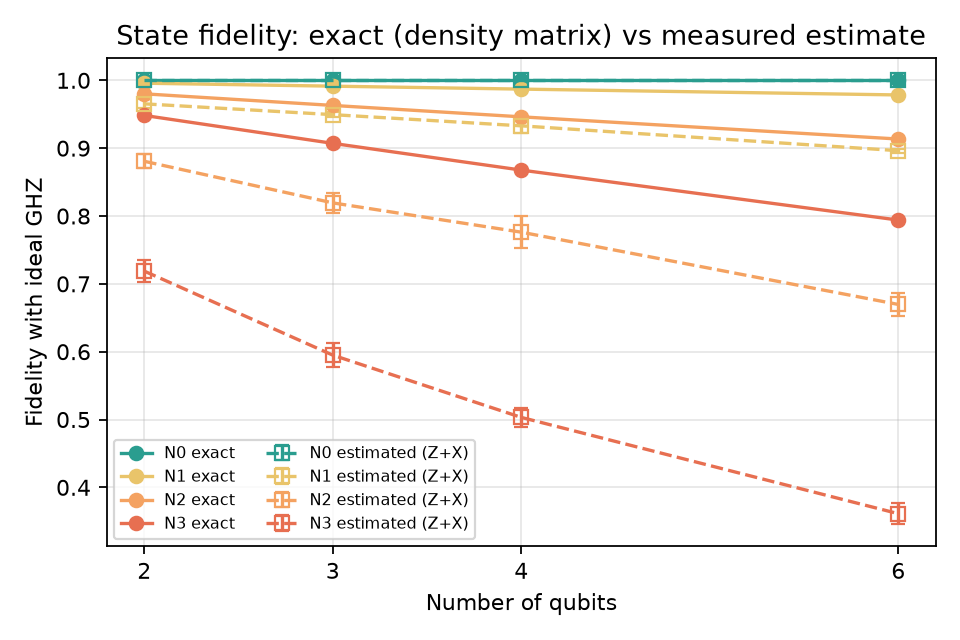 State fidelity: exact (density matrix) vs measured estimate
Fidelity with ideal GHZ
1.0
0.9
0.8
0.7
0.6
0.5
0.4
N0 exact
N1 exact
N2 exact
N3 exact
N0 estimated (Z+X)
N1 estimated (Z+X)
N2 estimated (Z+X)
N3 estimated (Z+X)
2 3 4 6
Number of qubits